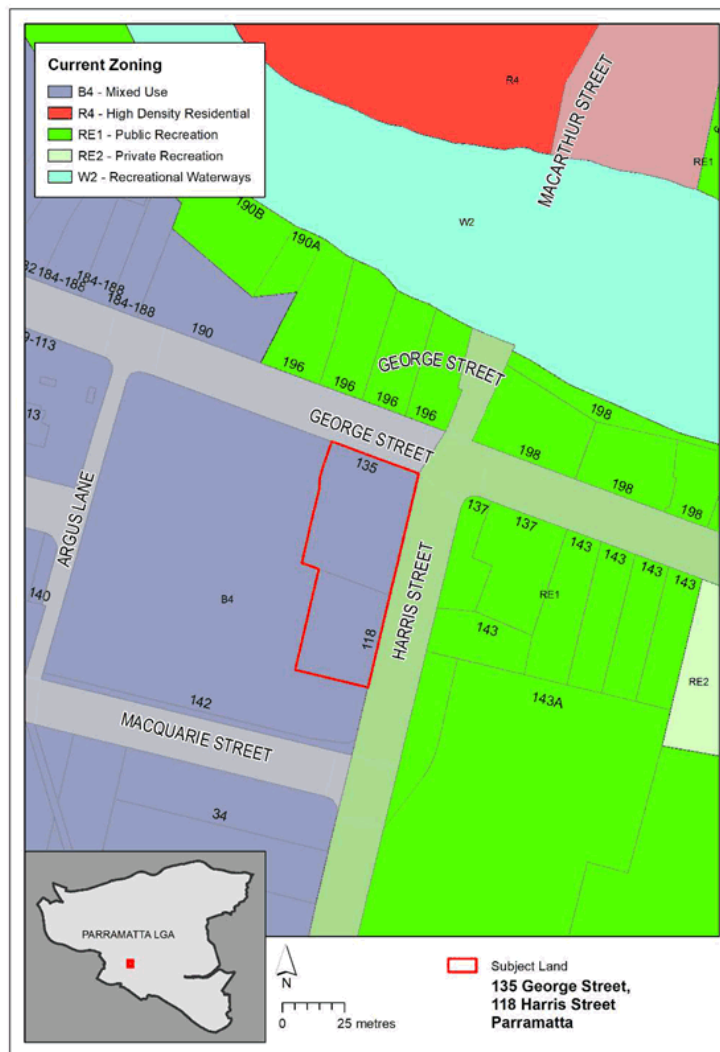 Current Zoning
B4 - Mixed Use
R4 - High Density Residential
RE1 - Public Recreation
RE2 - Private Recreation
W2 - Recreational Waterways
R4
MACARTHUR STREET
RE1
W2
190B
190A
184-188
184-188
184-188
190
196
196
196
196
GEORGE STREET
198
198
198
198
GEORGE STREET
135
13
ARGUS LANE
140
B4
118
HARRIS STREET
137
137
143
143
143
143
RE1
143
RE2
143A
142
MACQUARIE STREET
34
PARRAMATTA LGA
N
0 25 metres
Subject Land
135 George Street,
118 Harris Street
Parramatta